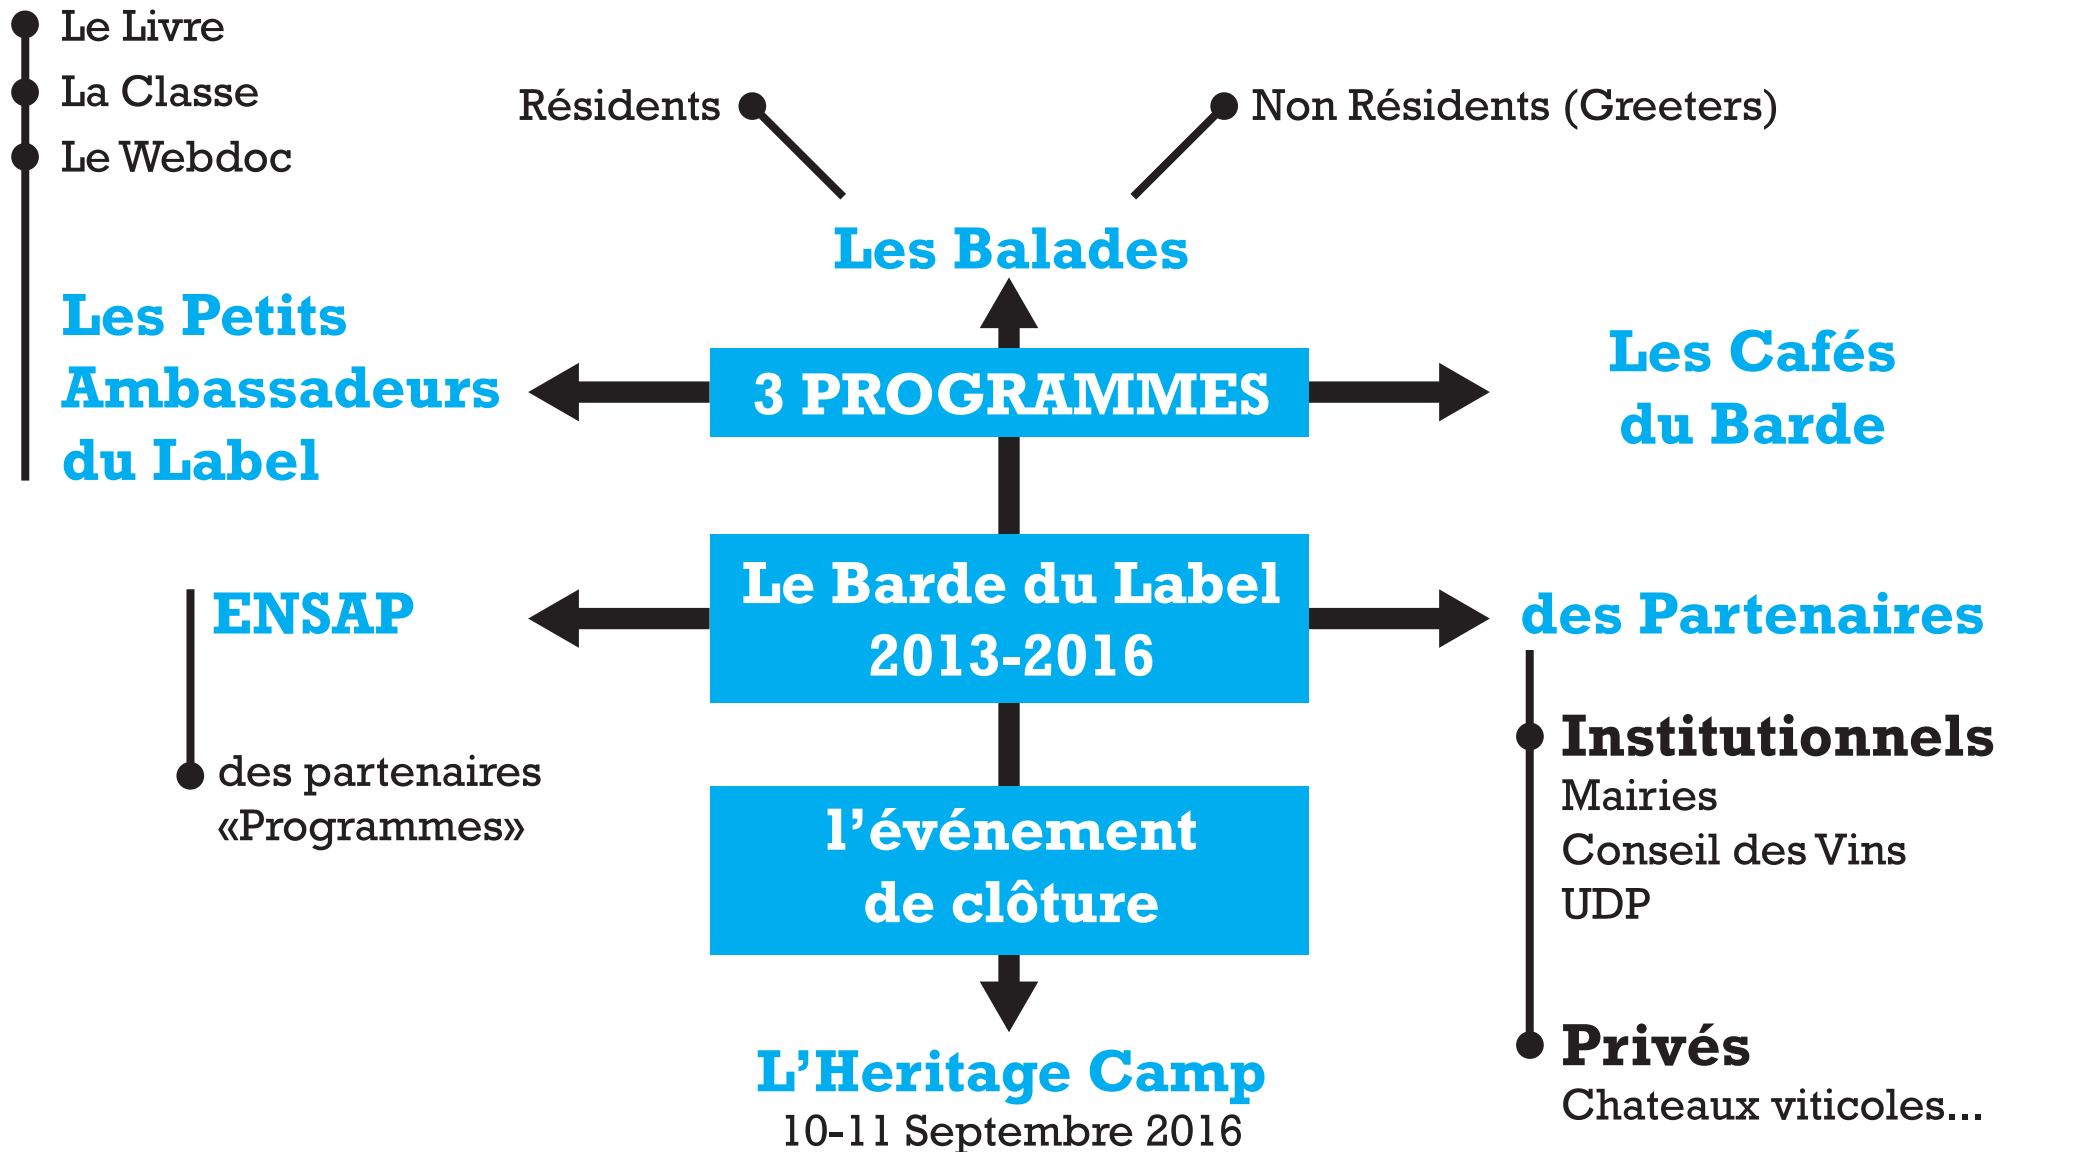 Le Livre
La Classe
Le Webdoc
Résidents
Non Résidents (Greeters)
Les Balades
Les Petits
Ambassadeurs
du Label
3 PROGRAMMES
Les Cafés
du Barde
ENSAP
des partenaires
«Programmes»
Le Barde du Label
2013-2016
des Partenaires
Institutionnels
Mairies
Conseil des Vins
UDP
Privés
Chateaux viticoles...
l’événement
de clôture
L’Heritage Camp
10-11 Septembre 2016